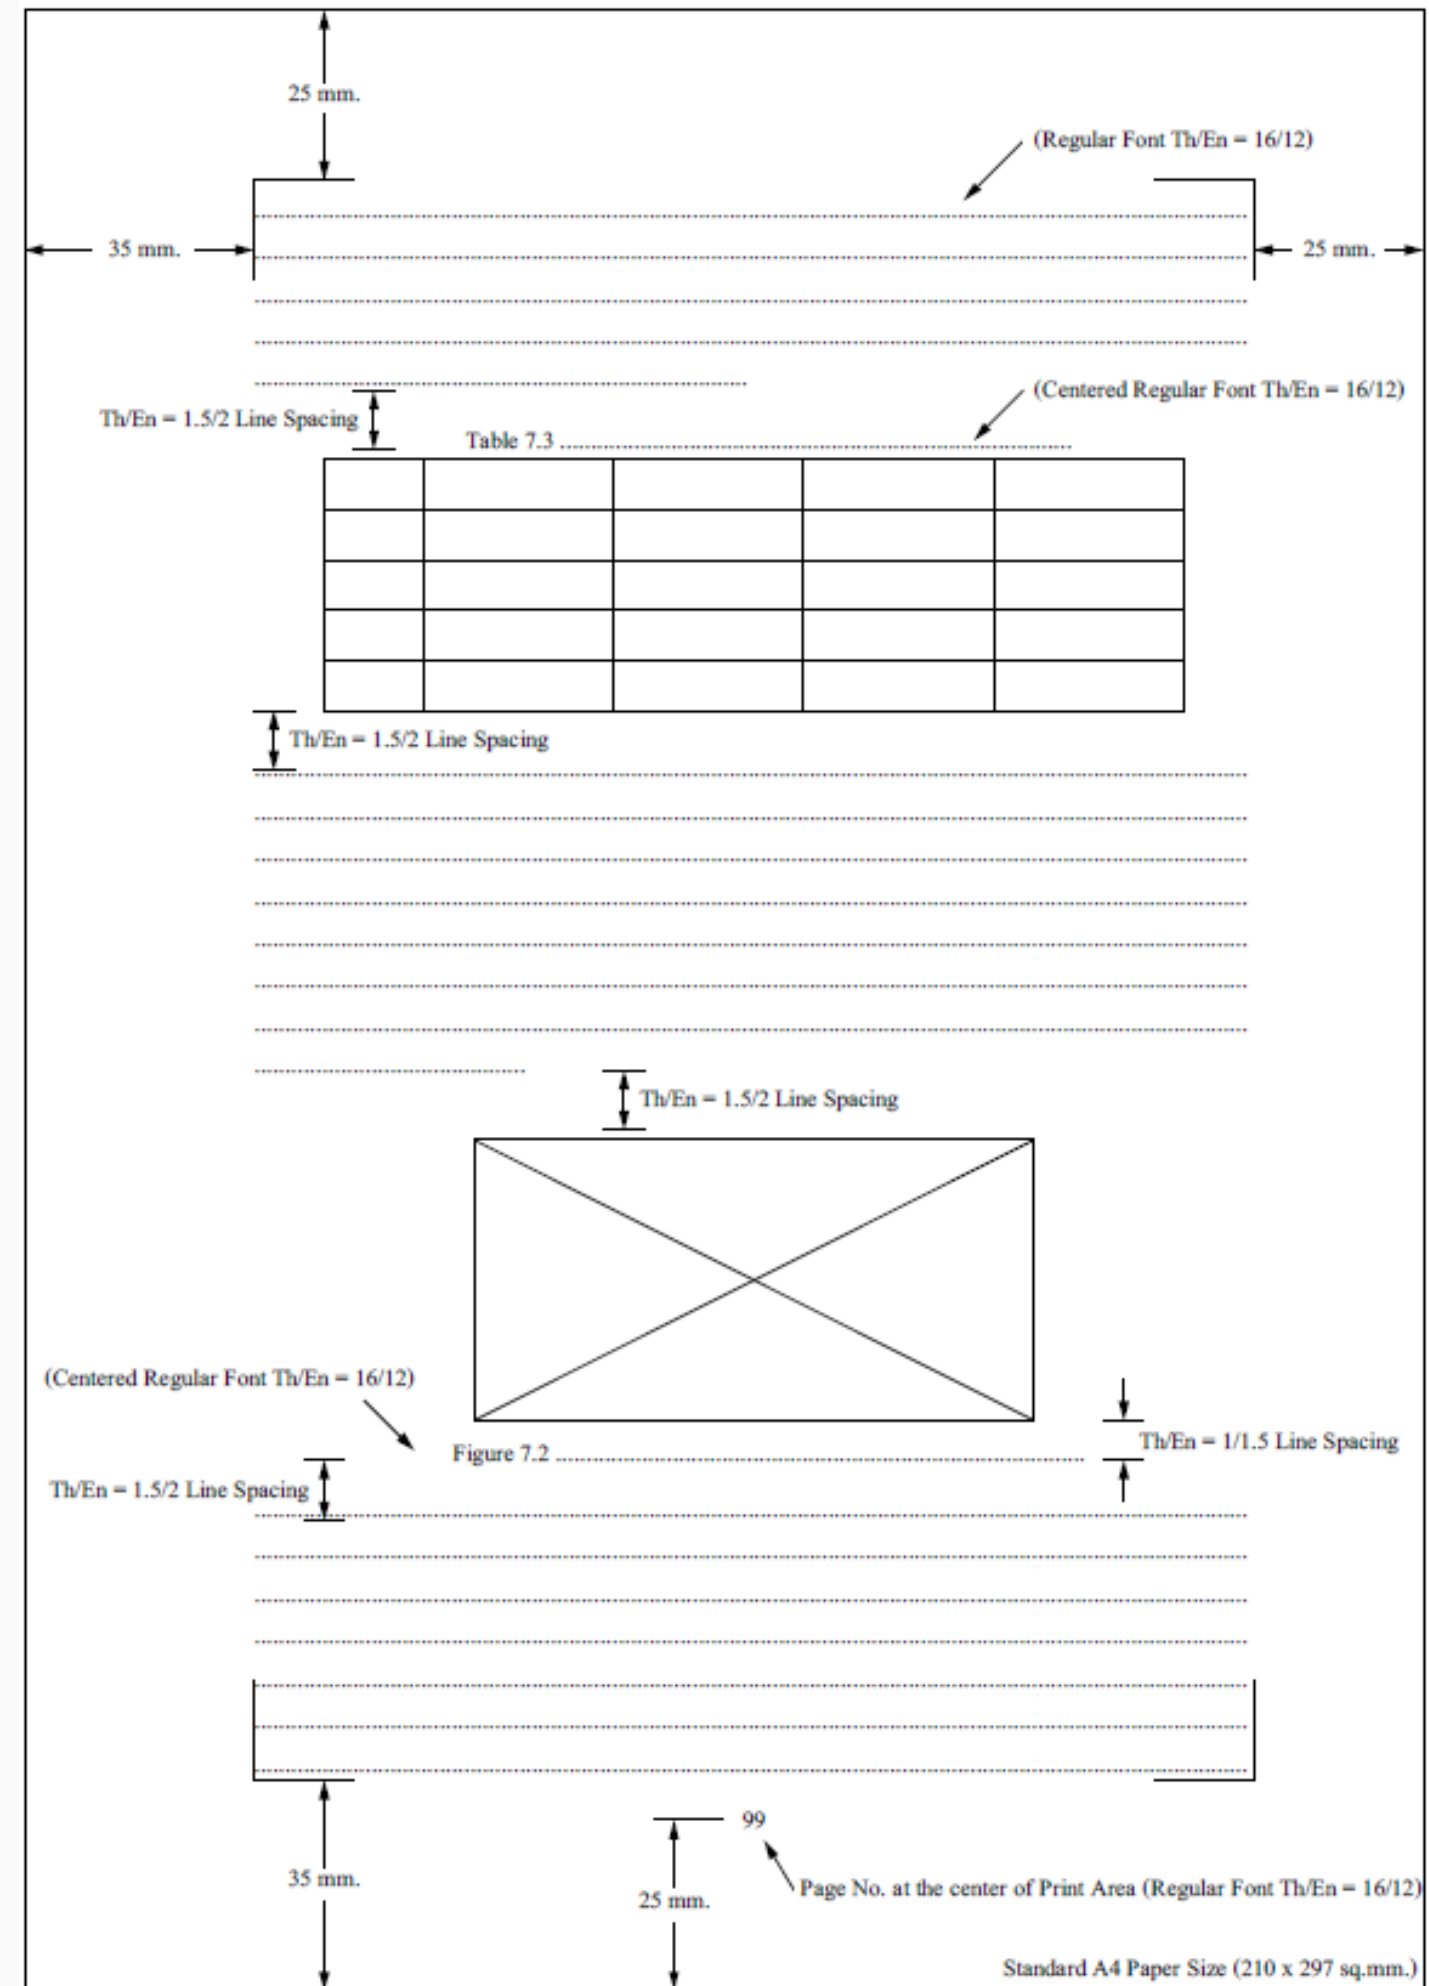 25 mm.
(Regular Font Th/En = 16/12)
35 mm.
25 mm.
(Centered Regular Font Th/En = 16/12)
Th/En = 1.5/2 Line Spacing
Table 7.3
Th/En = 1.5/2 Line Spacing
Th/En = 1.5/2 Line Spacing
(Centered Regular Font Th/En = 16/12)
Th/En = 1/1.5 Line Spacing
Figure 7.2
Th/En = 1.5/2 Line Spacing
99
35 mm.
Page No. at the center of Print Area (Regular Font Th/En = 16/12)
25 mm.
Standard A4 Paper Size (210 x 297 sq.mm.)